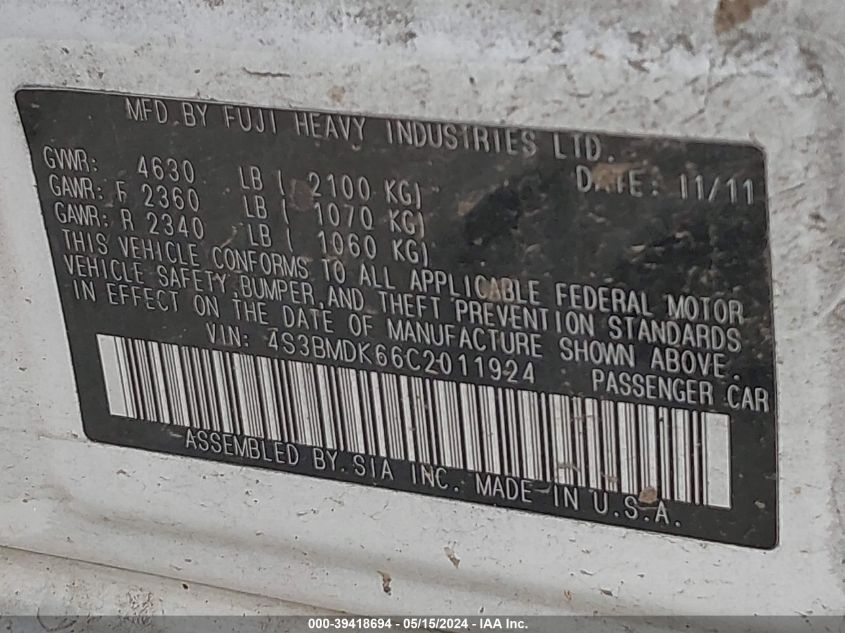 MFD.BY FUJI HEAVY INDUSTRIES LTD.
GVWR: 4630 LB ( 2100 KG) DATE: 11/11
GAWR: F 2360 LB ( 1070 KG)
GAWR: R 2340 LB ( 1060 KG)
THIS VEHICLE CONFORMS TO ALL APPLICABLE FEDERAL MOTOR
VEHICLE SAFETY,BUMPER,AND THEFT PREVENTION STANDARDS
IN EFFECT ON THE DATE OF MANUFACTURE SHOWN ABOVE.
VIN: 4S3BMDK66C2011924 PASSENGER CAR
ASSEMBLED BY.SIA INC. MADE IN U.S.A.
000-39418694 - 05/15/2024 - IAA Inc.